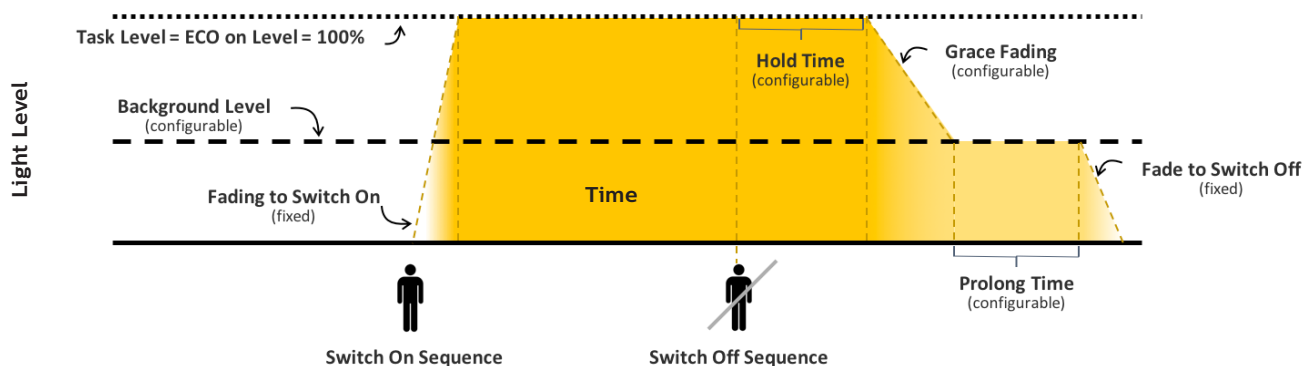 Task Level = ECO on Level = 100%
Hold Time
(configurable)
Grace Fading
(configurable)
Background Level
(configurable)
Light Level
Fading to Switch On
(fixed)
Time
Fade to Switch Off
(fixed)
Prolong Time
(configurable)
Switch On Sequence
Switch Off Sequence